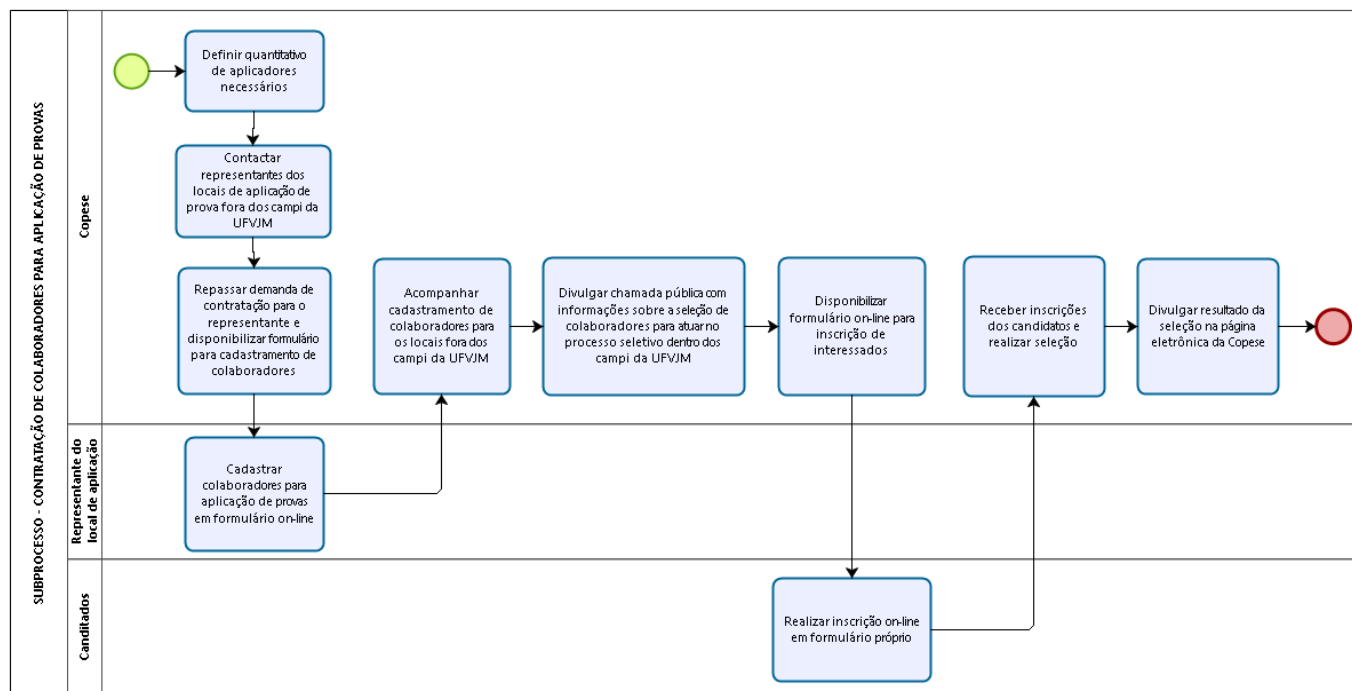 SUBPROCESSO - CONTRATAÇÃO DE COLABORADORES PARA APLICAÇÃO DE PROVAS
Copese
Definir quantitativo
de aplicadores
necessários
Contactar
representantes dos
locais de aplicação de
prova fora dos campi da
UFVJM
Repassar demanda de
contratação para o
representante e
disponibilizar formulário
para cadastramento de
colaboradores
Acompanhar
cadastramento de
colaboradores para
os locais fora dos
campi da UFVJM
Divulgar chamada pública com
informações sobre a seleção de
colaboradores para atuar no
processo seletivo dentro dos
campi da UFVJM
Disponibilizar
formulário on-line para
inscrição de
interessados
Receber inscrições
dos candidatos e
realizar seleção
Divulgar resultado da
seleção na página
eletrônica da Copese
Representante do
local de aplicação
Cadastrar
colaboradores para
aplicação de provas
em formulário on-line
Canditados
Realizar inscrição on-line
em formulário próprio